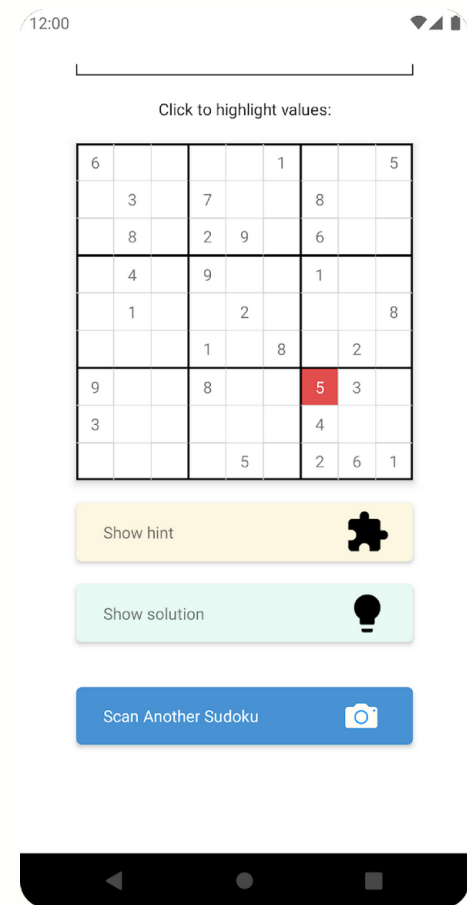 12:00
Click to highlight values:
6 1 5
3 7 8
8 2 9 6
4 9 1
1 2 8
1 8 2
9 8 5 3
3 4
5 2 6 1
Show hint
Show solution
Scan Another Sudoku